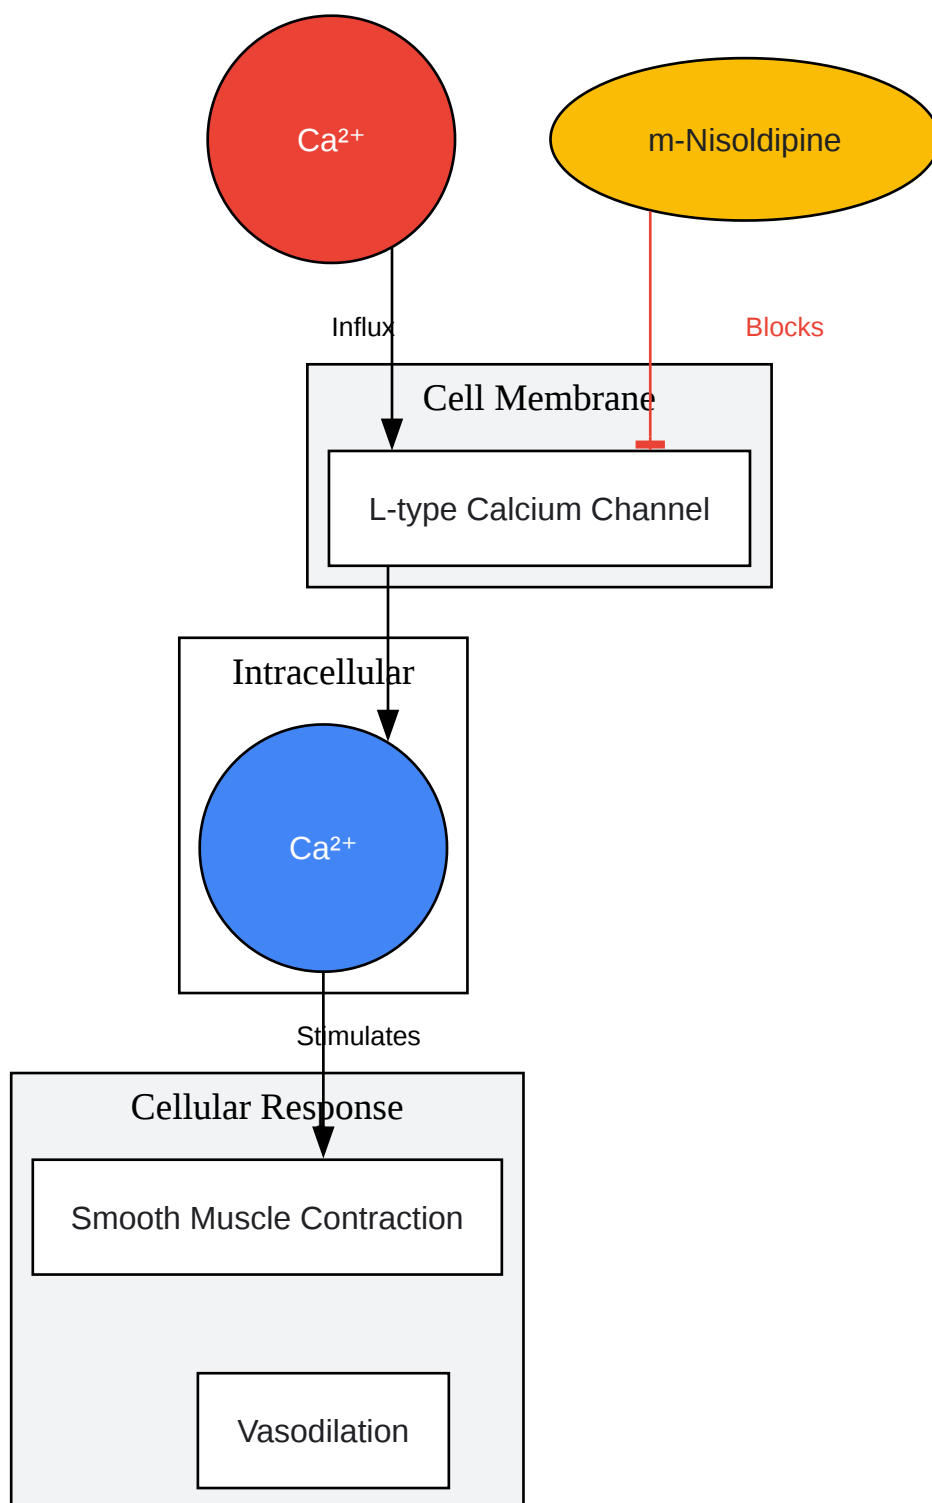 Ca²⁺
m-Nisoldipine
Influx
Blocks
Cell Membrane
L-type Calcium Channel
Intracellular
Ca²⁺
Stimulates
Cellular Response
Smooth Muscle Contraction
Vasodilation